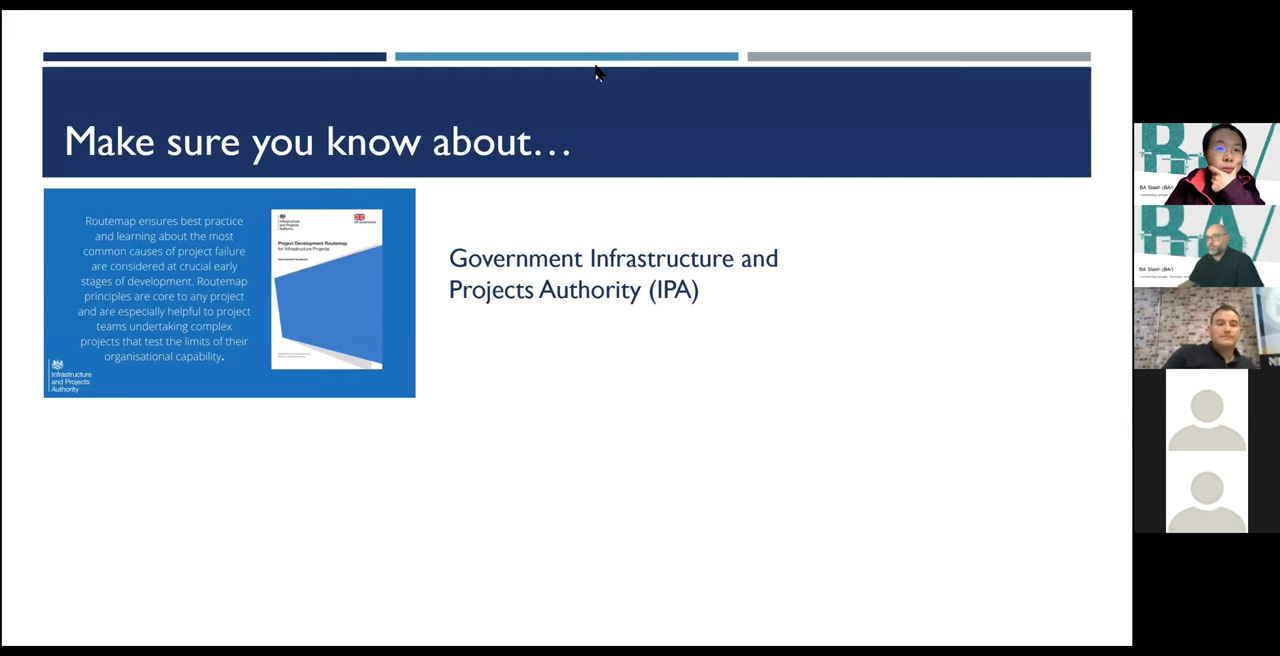 Make sure you know about…
Routemap ensures best practice
and learning about the most
common causes of project failure
are considered at crucial early
stages of development. Routemap
principles are core to any project
and are especially helpful to project
teams undertaking complex
projects that test the limits of their
organisational capability.
Infrastructure
and Projects
Authority
Infrastructure
and Projects
Authority
UK Government
Project Development Routemap
for Infrastructure Projects
International Handbook
Government Infrastructure and
Projects Authority (IPA)
BA Slash (BA/)
BA Slash (BA/)